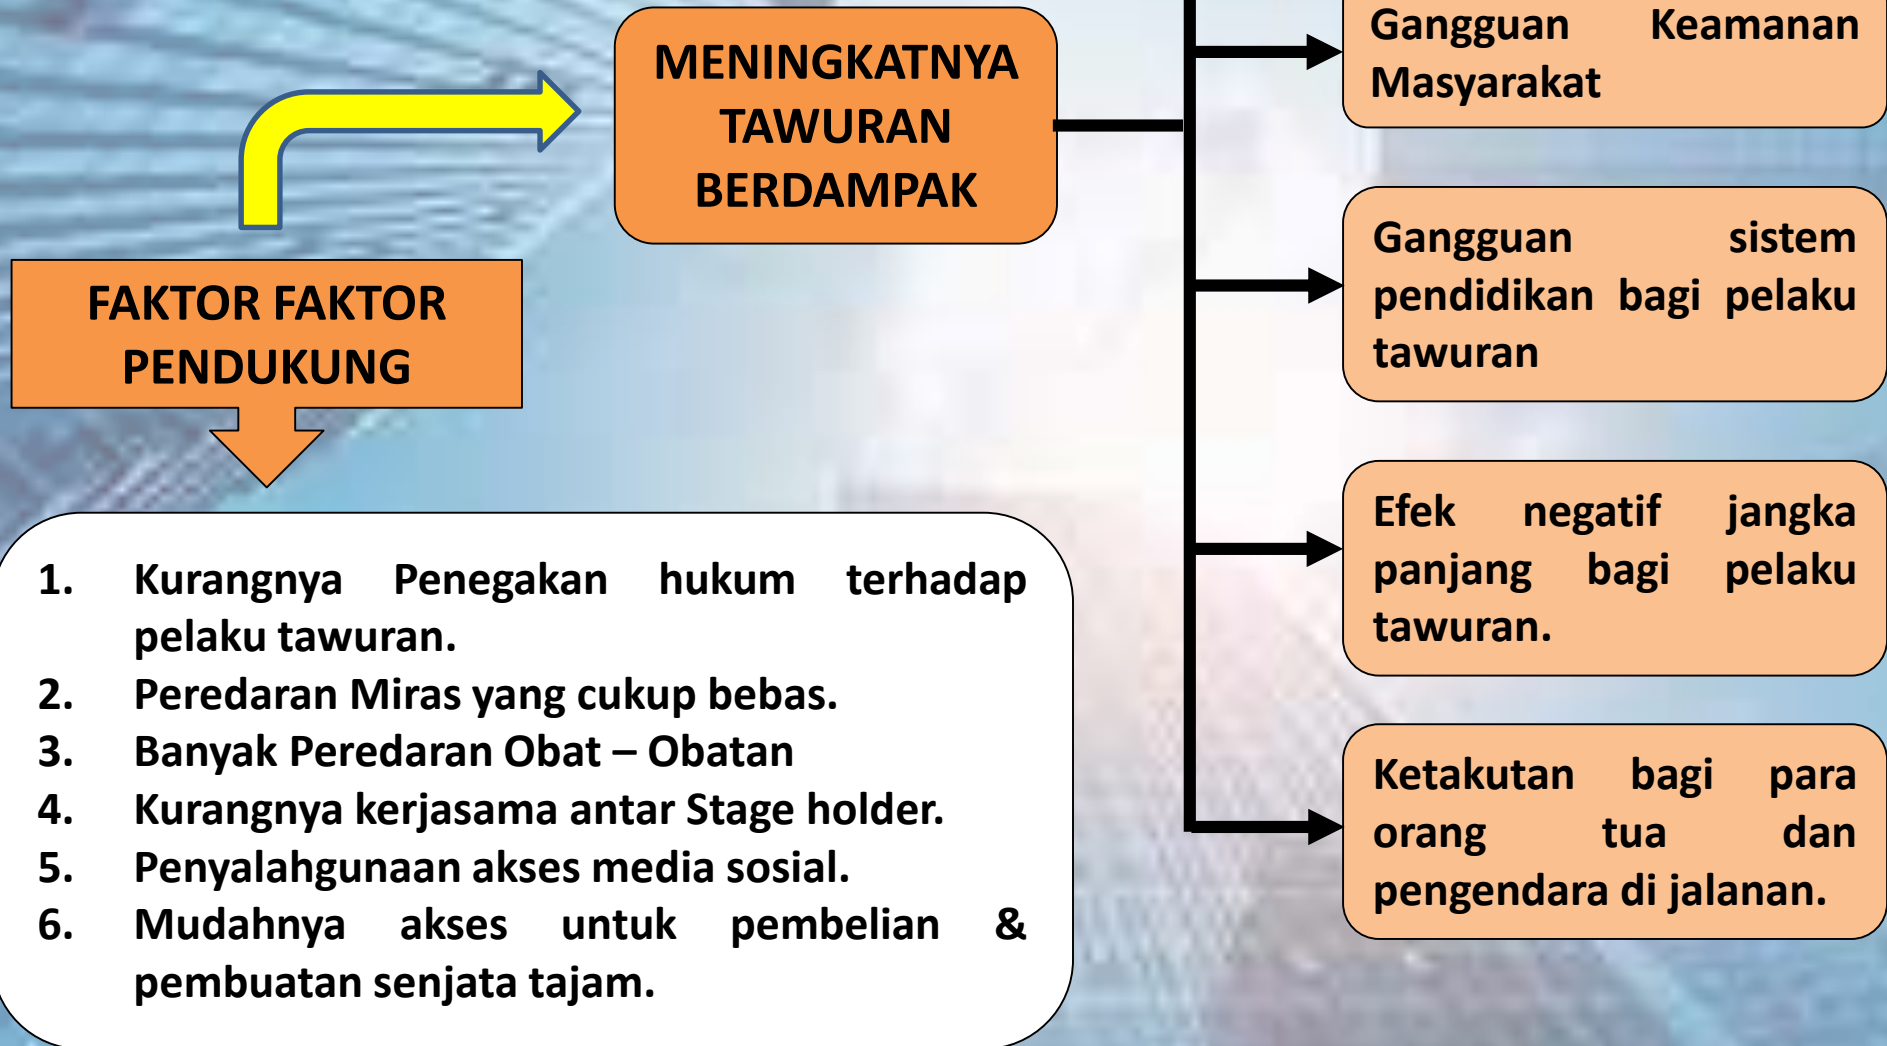 MENINGKATNYA
TAWURAN
BERDAMPAK
FAKTOR FAKTOR
PENDUKUNG
1. Kurangnya Penegakan hukum terhadap
pelaku tawuran.
2. Peredaran Miras yang cukup bebas.
3. Banyak Peredaran Obat – Obatan
4. Kurangnya kerjasama antar Stage holder.
5. Penyalahgunaan akses media sosial.
6. Mudahnya akses untuk pembelian &
pembuatan senjata tajam.
Gangguan Keamanan
Masyarakat
Gangguan sistem
pendidikan bagi pelaku
tawuran
Efek negatif jangka
panjang bagi pelaku
tawuran.
Ketakutan bagi para
orang tua dan
pengendara di jalanan.